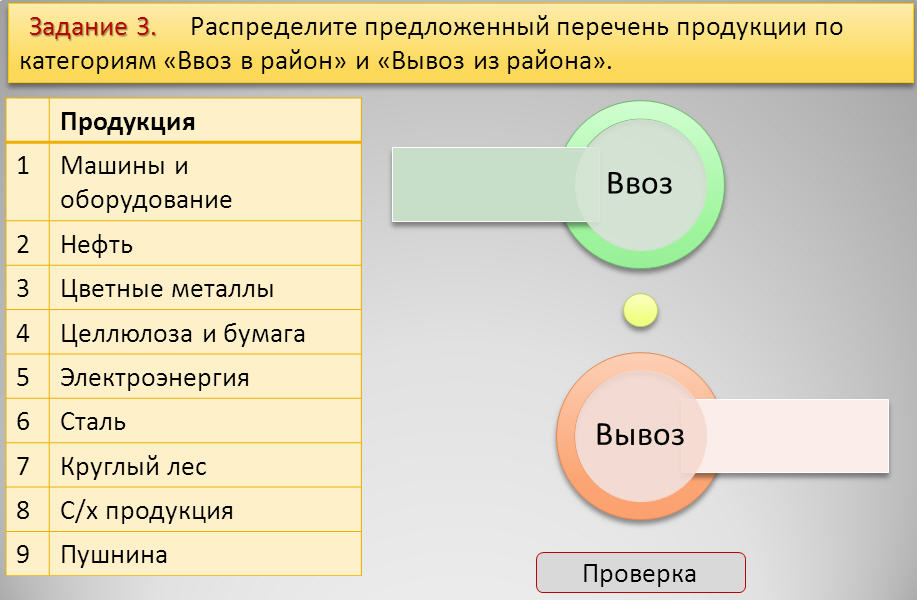 Задание 3. Распределите предложенный перечень продукции по
категориям «Ввоз в район» и «Вывоз из района».
Продукция
1 Машины и
оборудование
2 Нефть
3 Цветные металлы
4 Целлюлоза и бумага
5 Электроэнергия
6 Сталь
7 Круглый лес
8 С/х продукция
9 Пушнина
Ввоз
Вывоз
Проверка